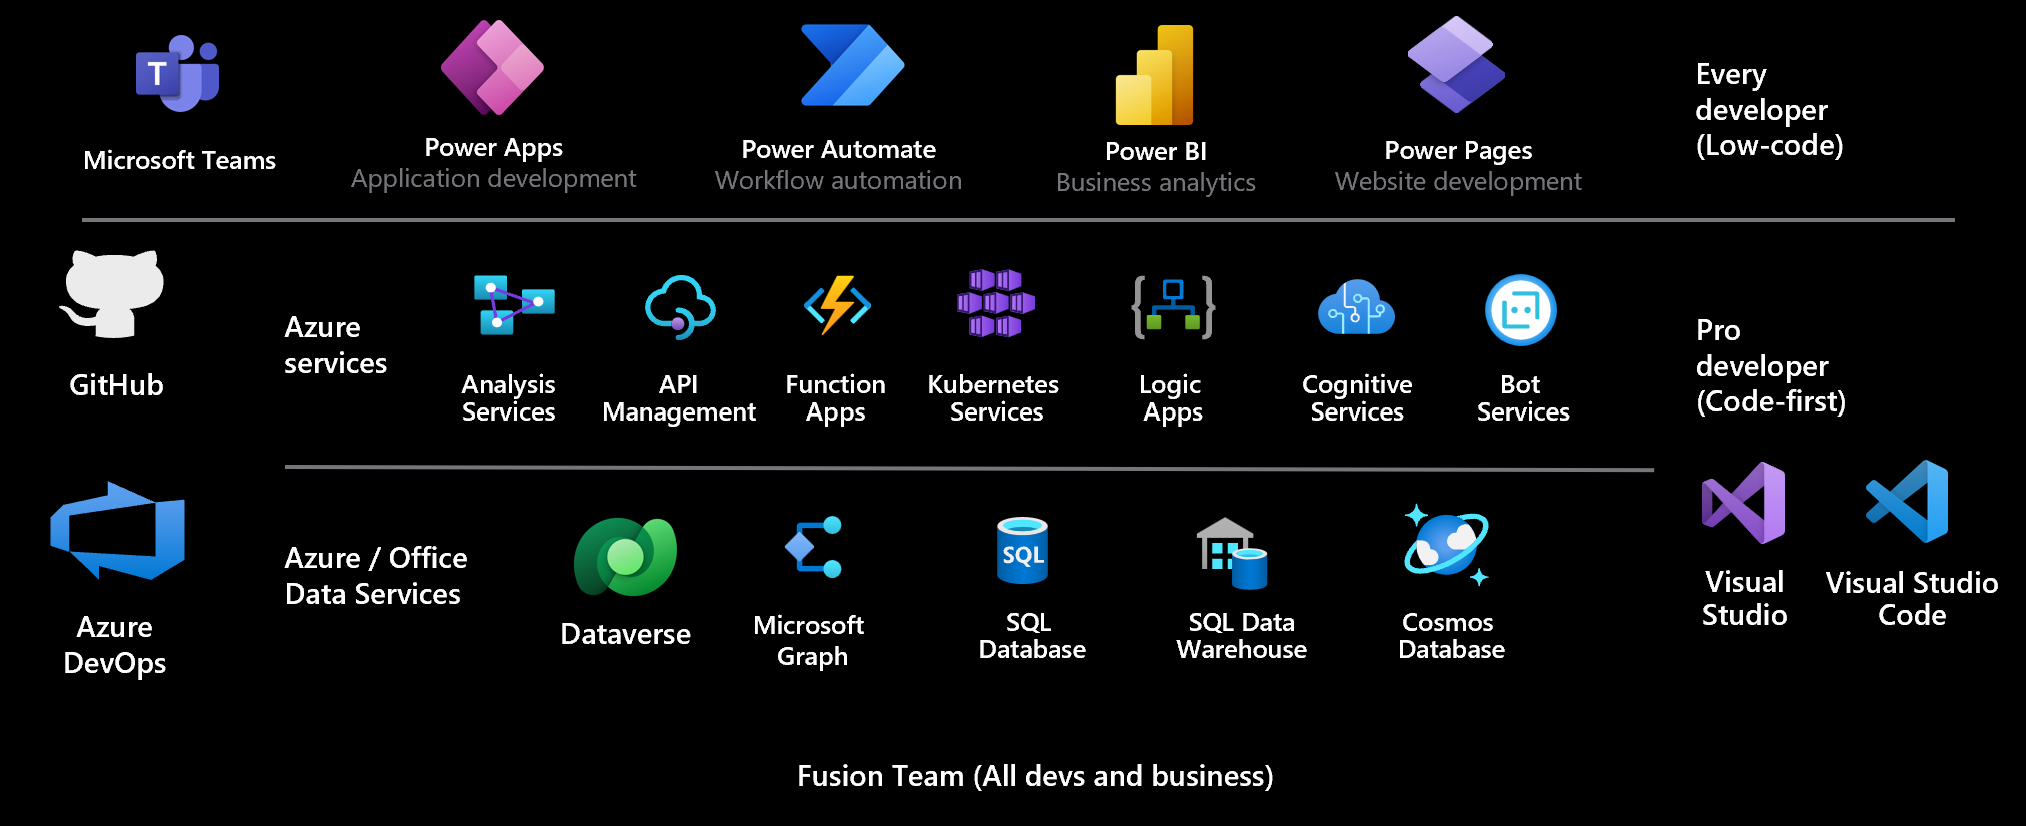 T
Microsoft Teams
Power Apps
Application development
Power Automate
Workflow automation
Power BI
Business analytics
Power Pages
Website development
Every
developer
(Low-code)
GitHub
Azure
services
Analysis
Services
API
Management
Function
Apps
Kubernetes
Services
Logic
Apps
Cognitive
Services
Bot
Services
Pro
developer
(Code-first)
Azure
DevOps
Azure / Office
Data Services
Dataverse
Microsoft
Graph
SQL
SQL
Database
SQL Data
Warehouse
Cosmos
Database
Visual
Studio
Visual Studio
Code
Fusion Team (All devs and business)